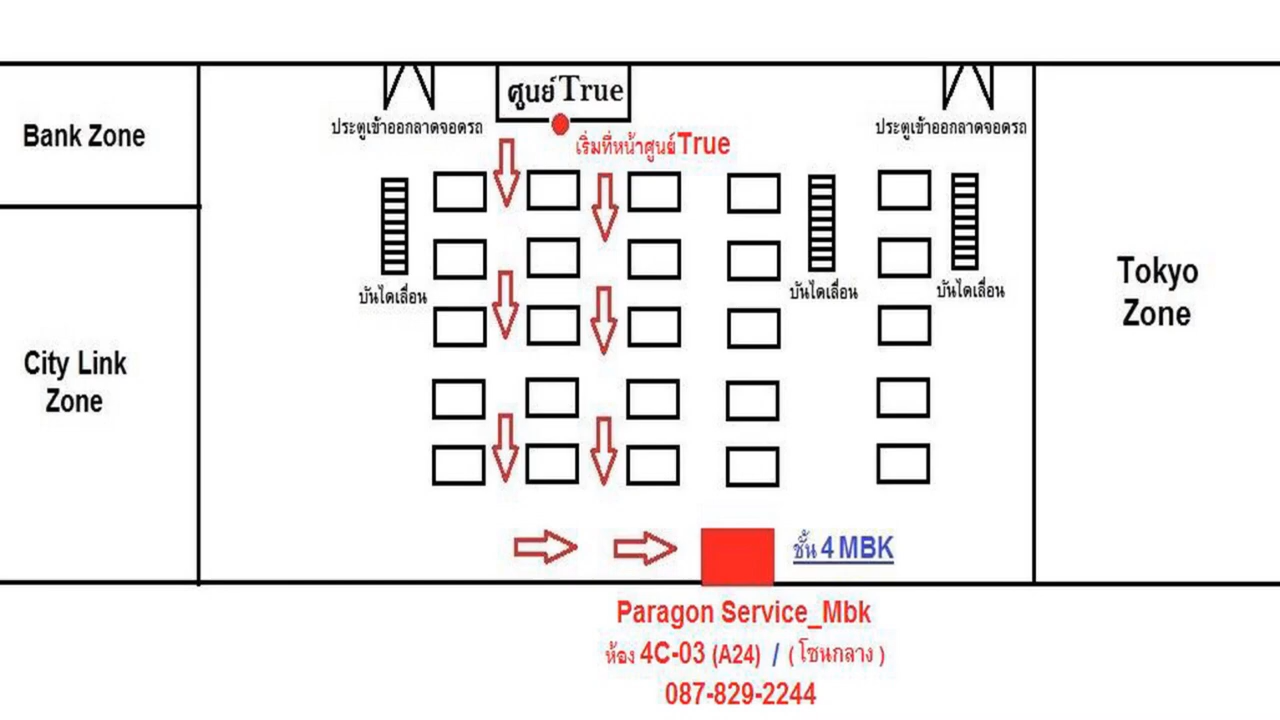 ศูนย์True
ประตูเข้าออกลาดจอดรถ
ประตูเข้าออกลาดจอดรถ
Bank Zone
เริ่มที่หน้าศูนย์True
บันไดเลื่อน
บันไดเลื่อน
บันไดเลื่อน
Tokyo
Zone
City Link
Zone
ชั้น 4 MBK
Paragon Service_Mbk
ห้อง 4C-03 (A24) / (โซนกลาง)
087-829-2244